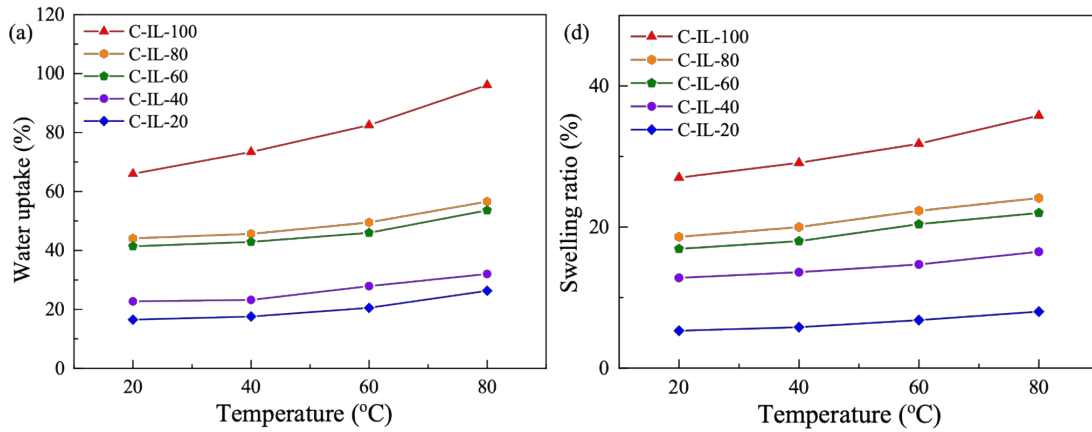 (a)
C-IL-100
C-IL-80
C-IL-60
C-IL-40
C-IL-20
Water uptake (%)
120
100
80
60
40
20
0
20 40 60 80
Temperature (°C)
(d)
C-IL-100
C-IL-80
C-IL-60
C-IL-40
C-IL-20
Swelling ratio (%)
40
20
0
20 40 60 80
Temperature (°C)